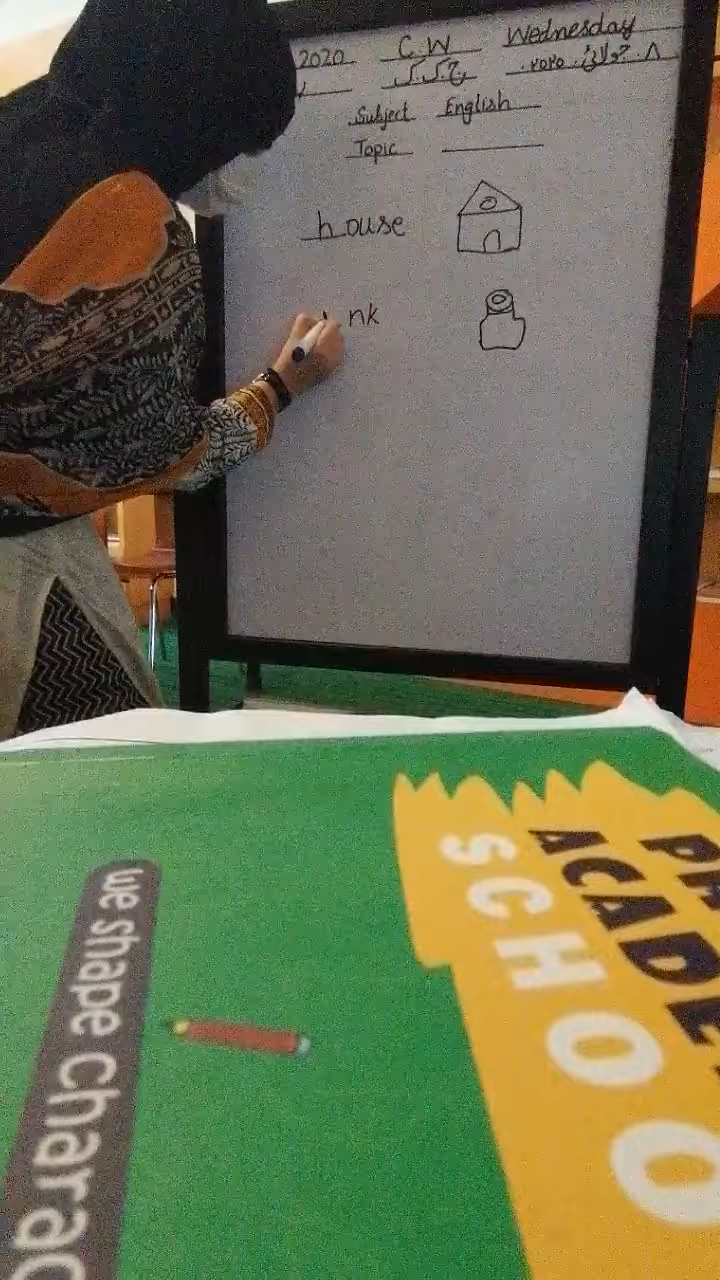 2020 C.W Wednesday
ج.ک.ک ۸.جولائی.۲۰۲۰
Subject English
Topic
house
nk
we shape charac
ACADE
SCHOO